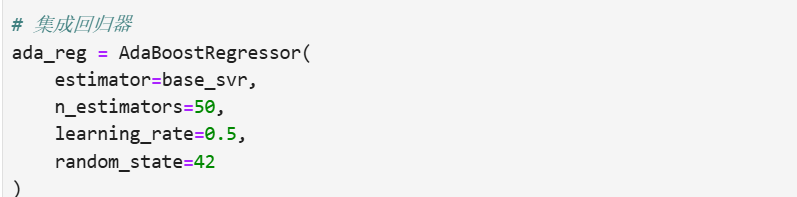 # 集成回归器
ada_reg = AdaBoostRegressor(
    estimator=base_svr,
    n_estimators=50,
    learning_rate=0.5,
    random_state=42
)